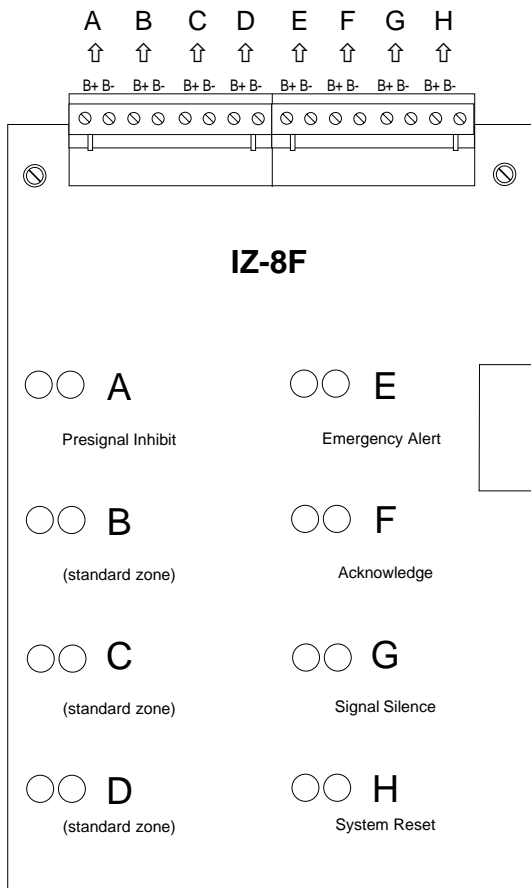 A B C D E F G H
B+ B- B+ B- B+ B- B+ B- B+ B- B+ B- B+ B- B+ B-
IZ-8F
A E
Presignal Inhibit Emergency Alert
B F
(standard zone) Acknowledge
C G
(standard zone) Signal Silence
D H
(standard zone) System Reset